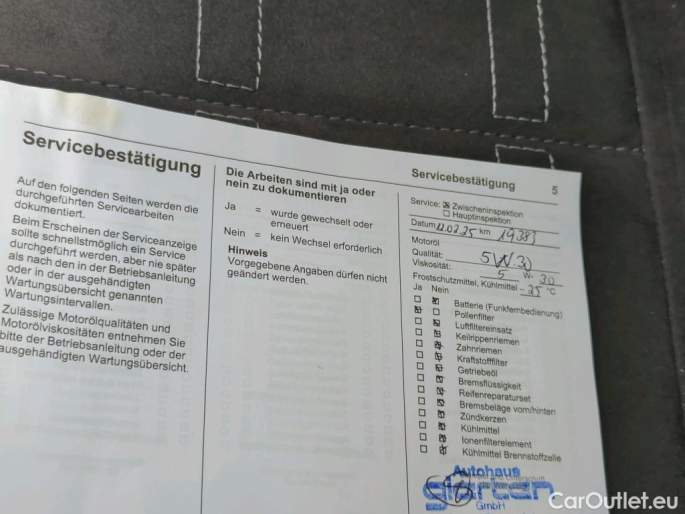 Servicebestätigung
Auf den folgenden Seiten werden die
durchgeführten Servicearbeiten
dokumentiert.
Beim Erscheinen der Serviceanzeige
sollte schnellstmöglich ein Service
durchgeführt werden, aber nie später
als nach den in der Betriebsanleitung
oder in der ausgehändigten
Wartungsübersicht genannten
Wartungsintervallen.
Zulässige Motorölqualitäten und
Motorölviskositäten entnehmen Sie
bitte der Betriebsanleitung oder der
ausgehändigten Wartungsübersicht.
Die Arbeiten sind mit ja oder
nein zu dokumentieren
Ja = wurde gewechselt oder
erneuert
Nein = kein Wechsel erforderlich
Hinweis
Vorgegebene Angaben dürfen nicht
geändert werden.
Servicebestätigung 5
Service: Zwischeninspektion
Hauptinspektion
Datum 12.02.25 km 19383
Motoröl
Qualität: 5W30
Viskosität: 5 W- 30
Frostschutzmittel, Kühlmittel -35 °C
Ja Nein
Batterie (Funkfernbedienung)
Pollenfilter
Luftfiltereinsatz
Keilrippenriemen
Zahnriemen
Kraftstofffilter
Getriebeöl
Bremsflüssigkeit
Reifenreparaturset
Bremsbeläge vorn/hinten
Zündkerzen
Kühlmittel
Ionenfilterelement
Kühlmittel Brennstoffzelle
Autohaus
GmbH
CarOutlet.eu